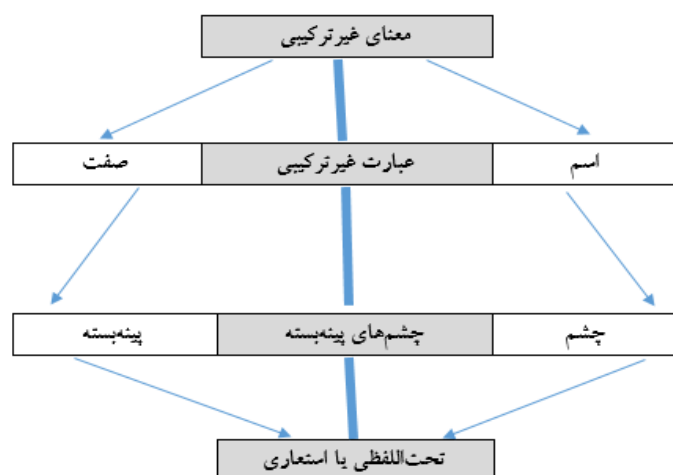 معنای غیرترکیبی
اسم عبارت غیرترکیبی صفت
چشم چشم‌های پینه‌بسته پینه‌بسته
تحت‌اللفظی یا استعاری